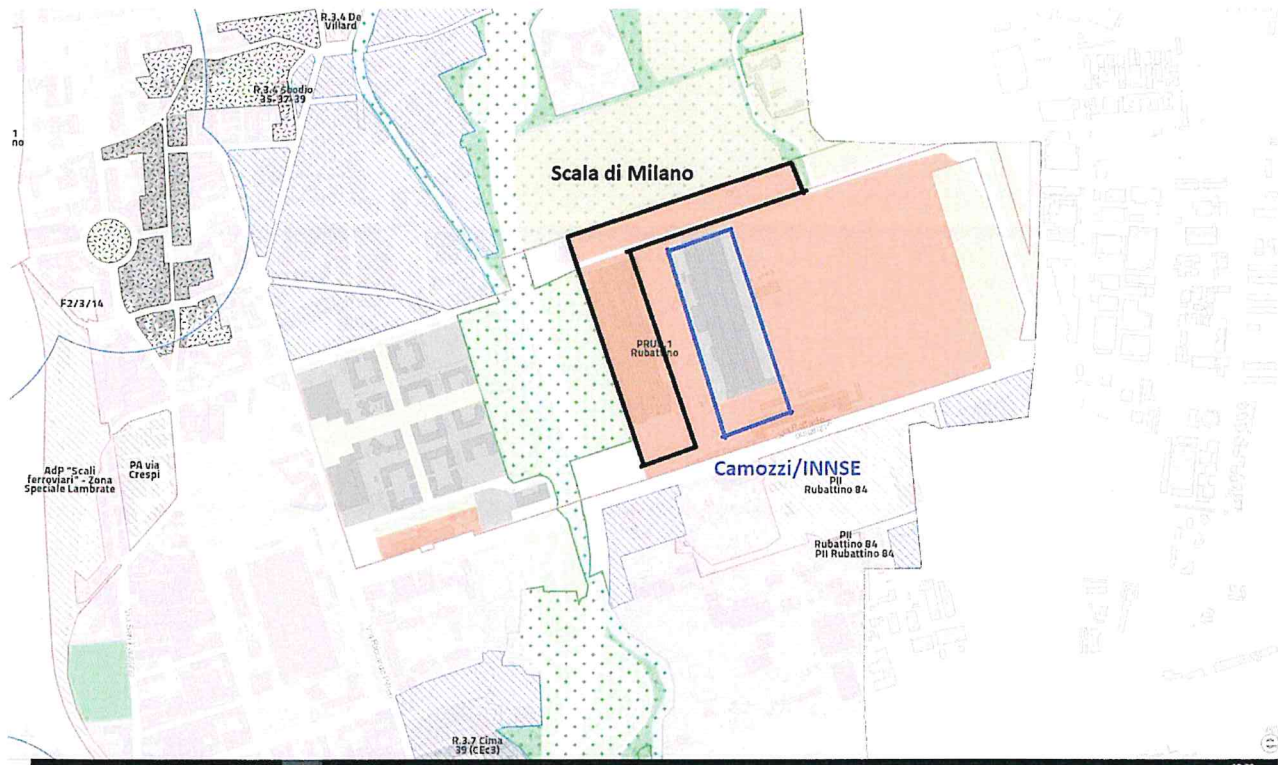 R.3.4 De
Villard
R.3.4 Sbodio
35-37-39
1
no
Scala di Milano
F2/3/14
PRU 1.1
Rubattino
AdP "Scali
ferroviari" - Zona
Speciale Lambrate
PA via
Crespi
Camozzi/INNSE
PII
Rubattino 84
PII
Rubattino 84
PII Rubattino 84
R.3.7 Cima
39 (CEc3)